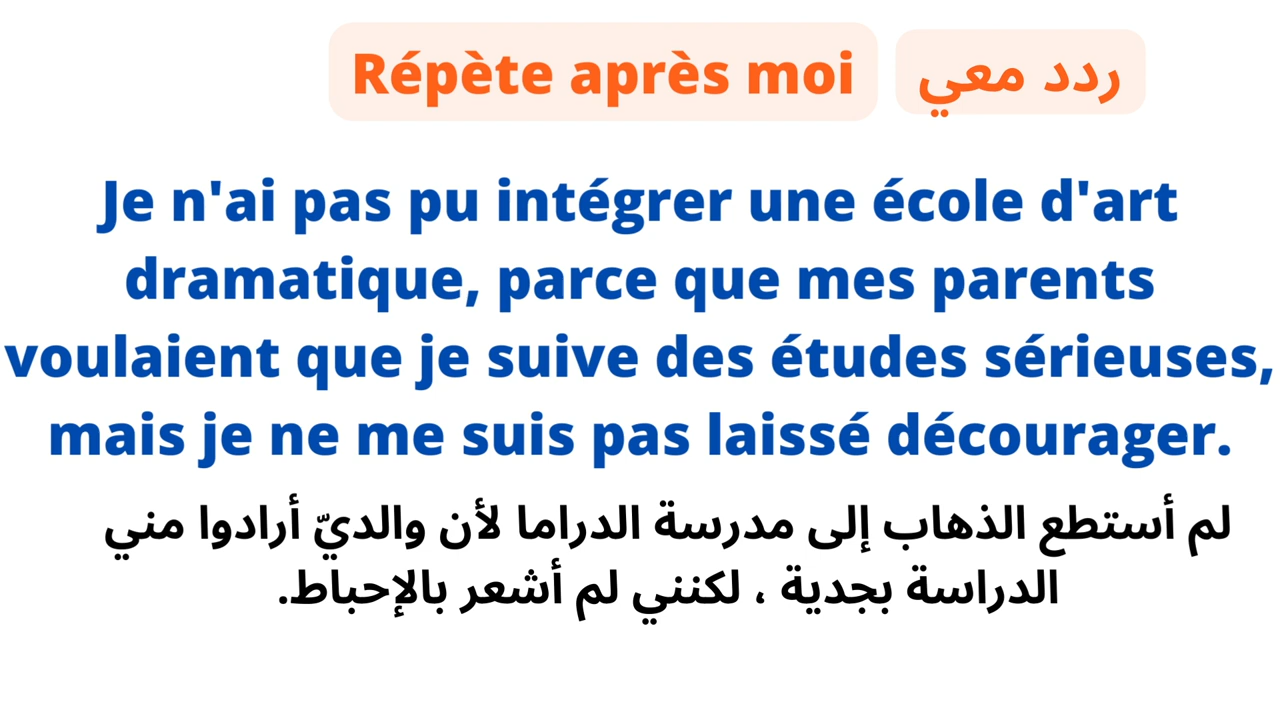 Répète après moi
ردد معي
Je n'ai pas pu intégrer une école d'art
dramatique, parce que mes parents
voulaient que je suive des études sérieuses,
mais je ne me suis pas laissé décourager.
لم أستطع الذهاب إلى مدرسة الدراما لأن والديّ أرادوا مني
الدراسة بجدية ، لكنني لم أشعر بالإحباط.